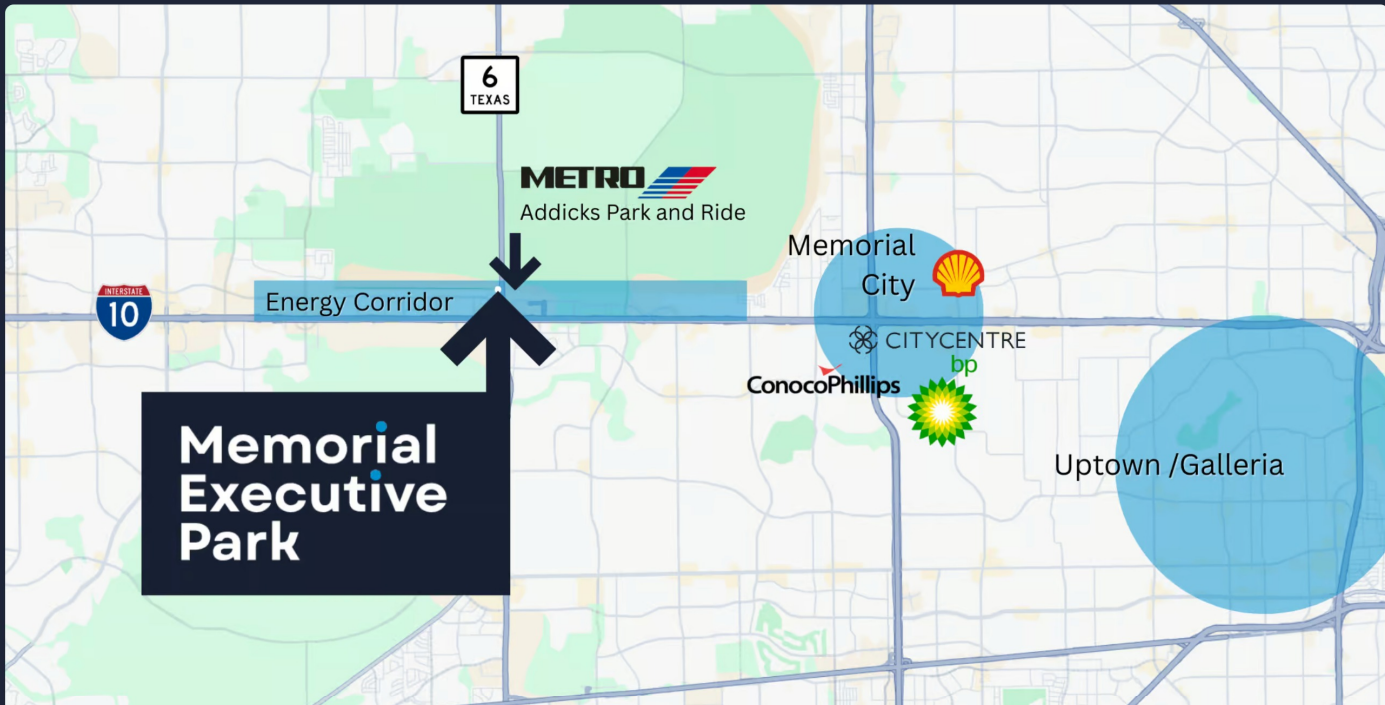 6
TEXAS
METRO
Addicks Park and Ride
Memorial
City
INTERSTATE
10
Energy Corridor
CITYCENTRE
bp
ConocoPhillips
Memorial
Executive
Park
Uptown /Galleria